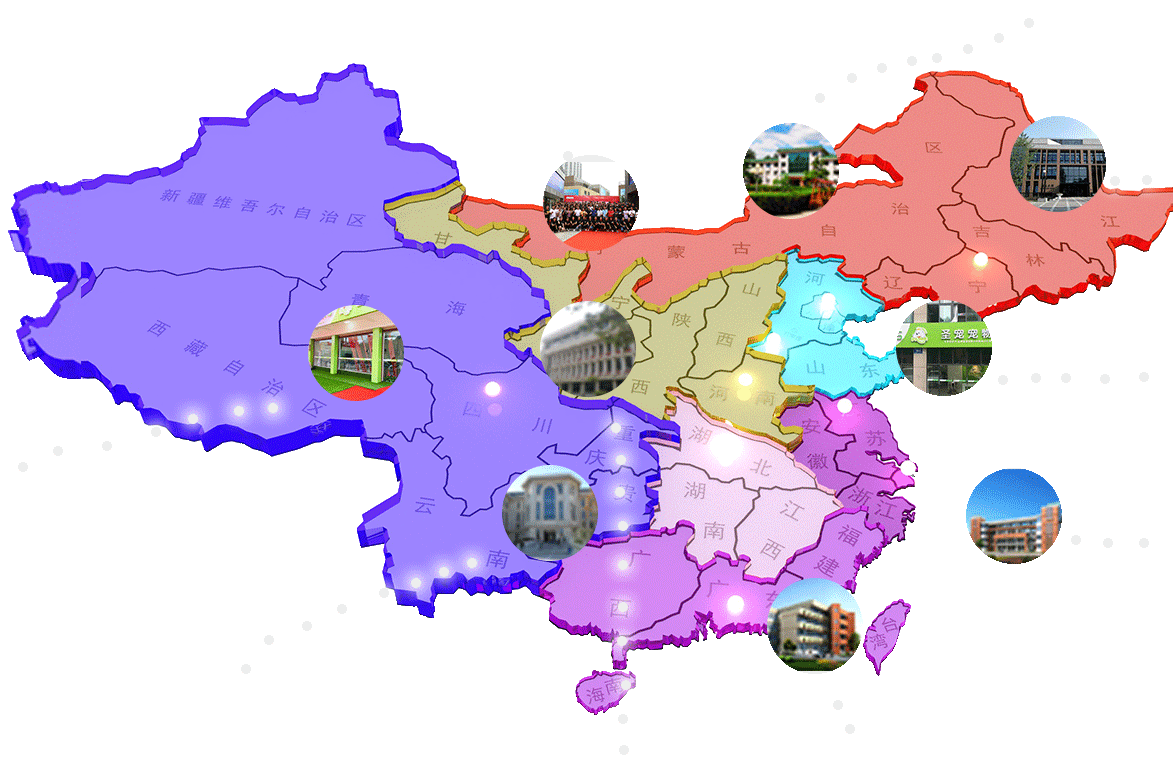 新疆维吾尔自治区
甘
蒙古自治区
江
吉林
辽宁
青海
西藏自治区
宁
陕西
山西
河
山东
河南
四川
重庆
贵
云南
湖北
安徽
苏
浙江
湖南
江西
福建
广西
广
台湾
海南
圣宠宠物